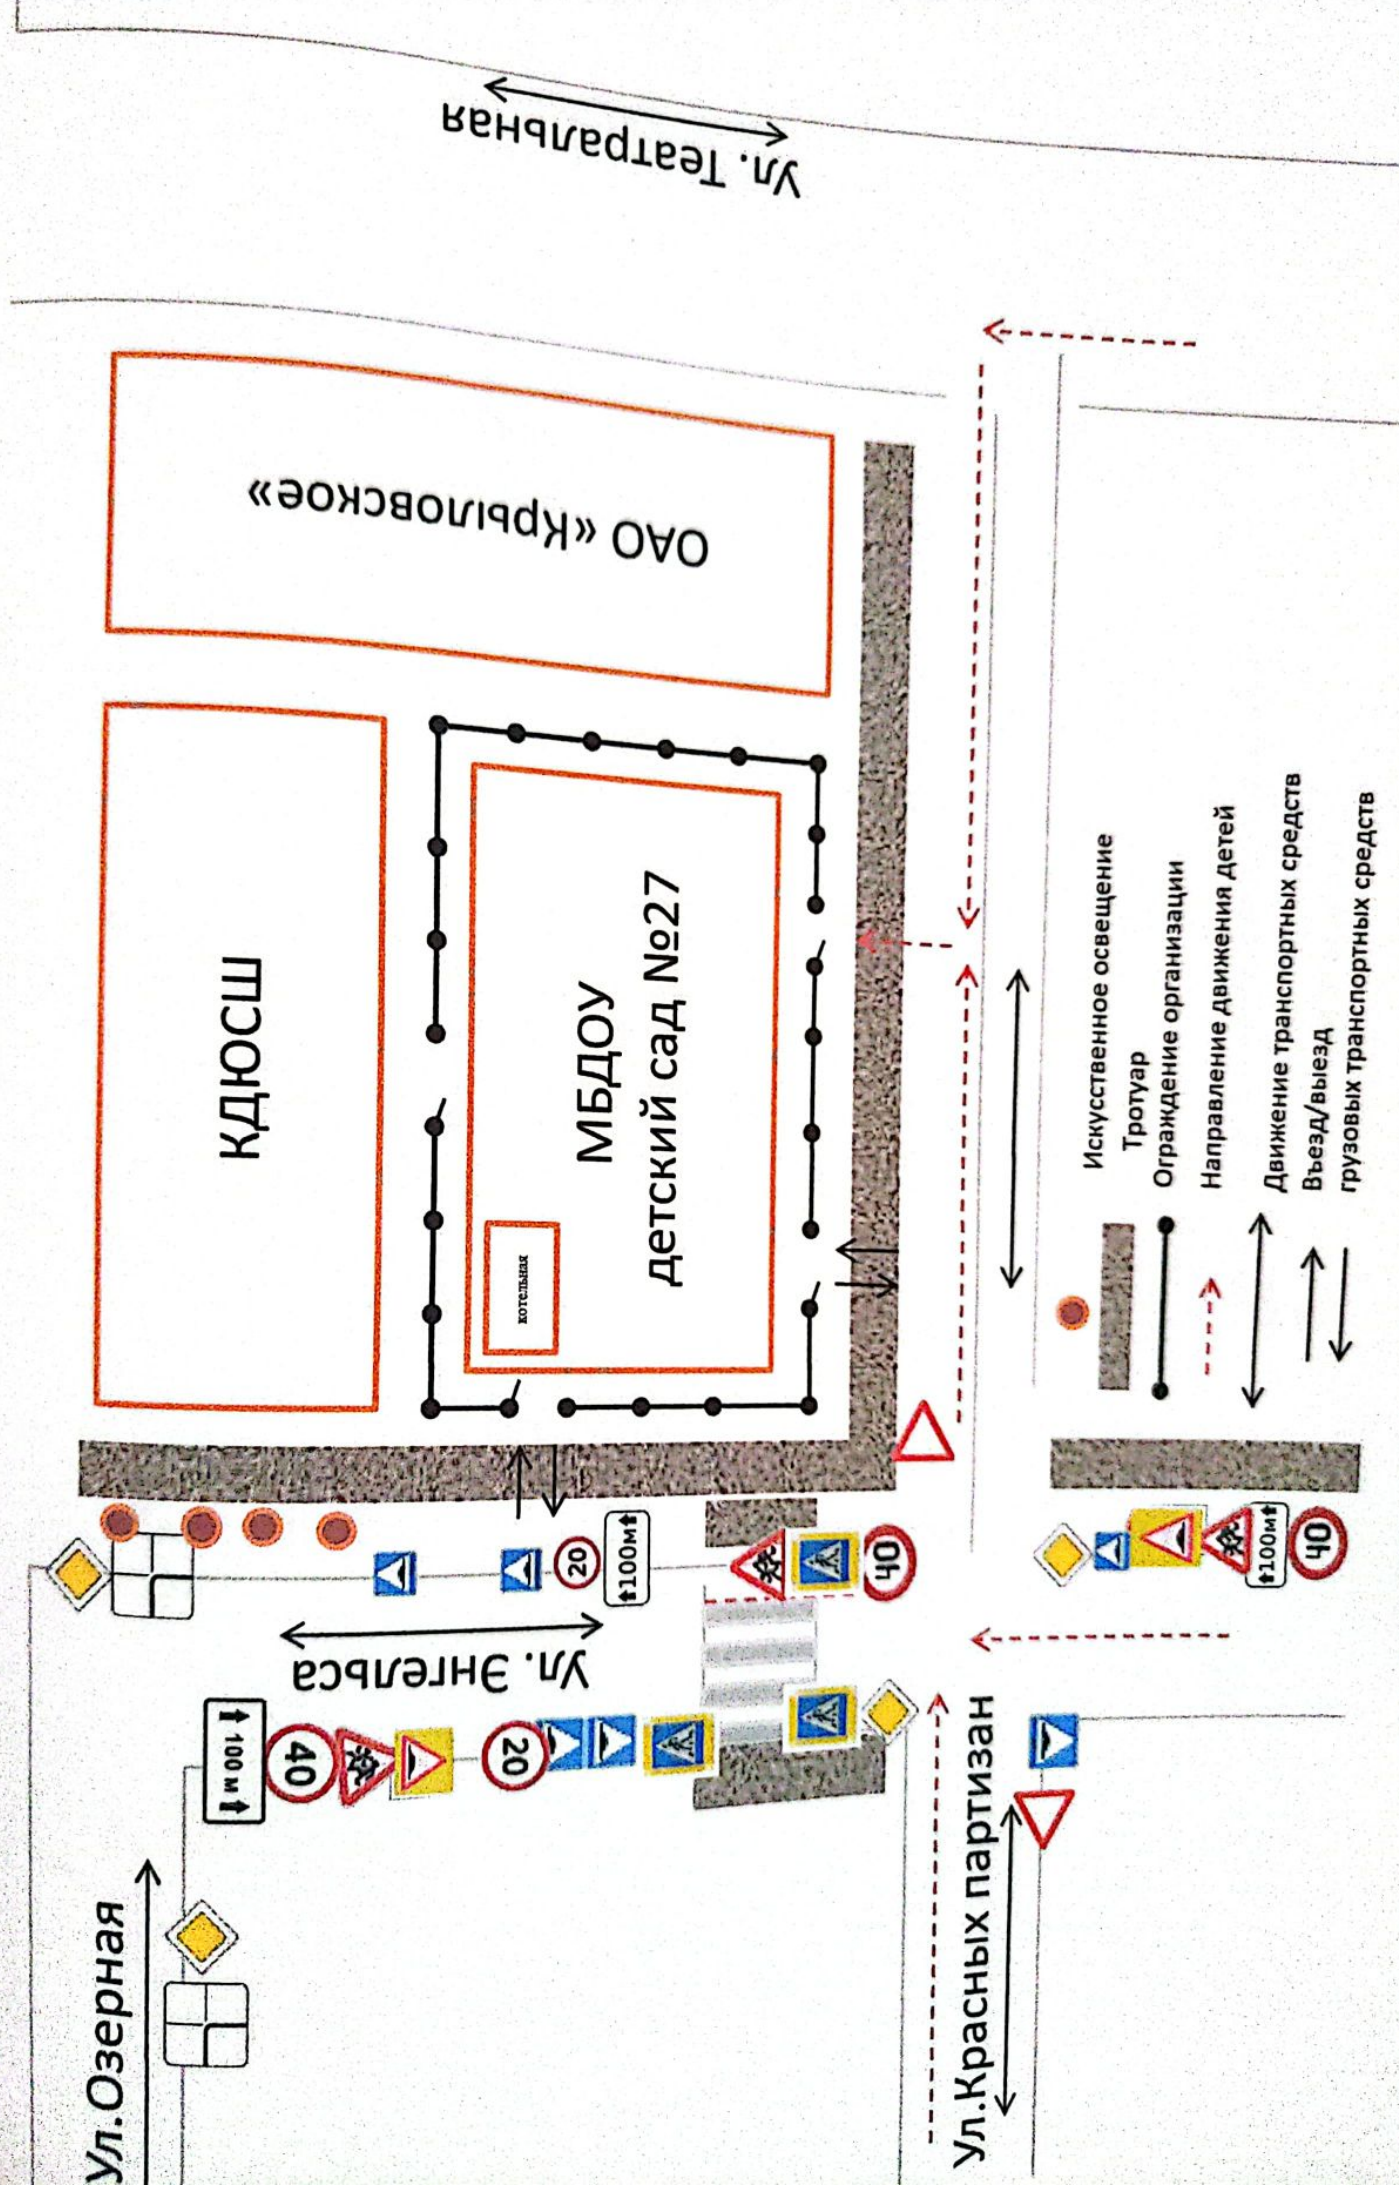 Ул. Театральная
ОАО «Крыловское»
КДЮСШ
МБДОУ
детский сад №27
котельная
Ул. Энгельса
20
100м
40
100 м
40
20
100м
40
Ул.Озерная
Ул.Красных партизан
Искусственное освещение
Тротуар
Ограждение организации
Направление движения детей
Движение транспортных средств
Въезд/выезд
грузовых транспортных средств